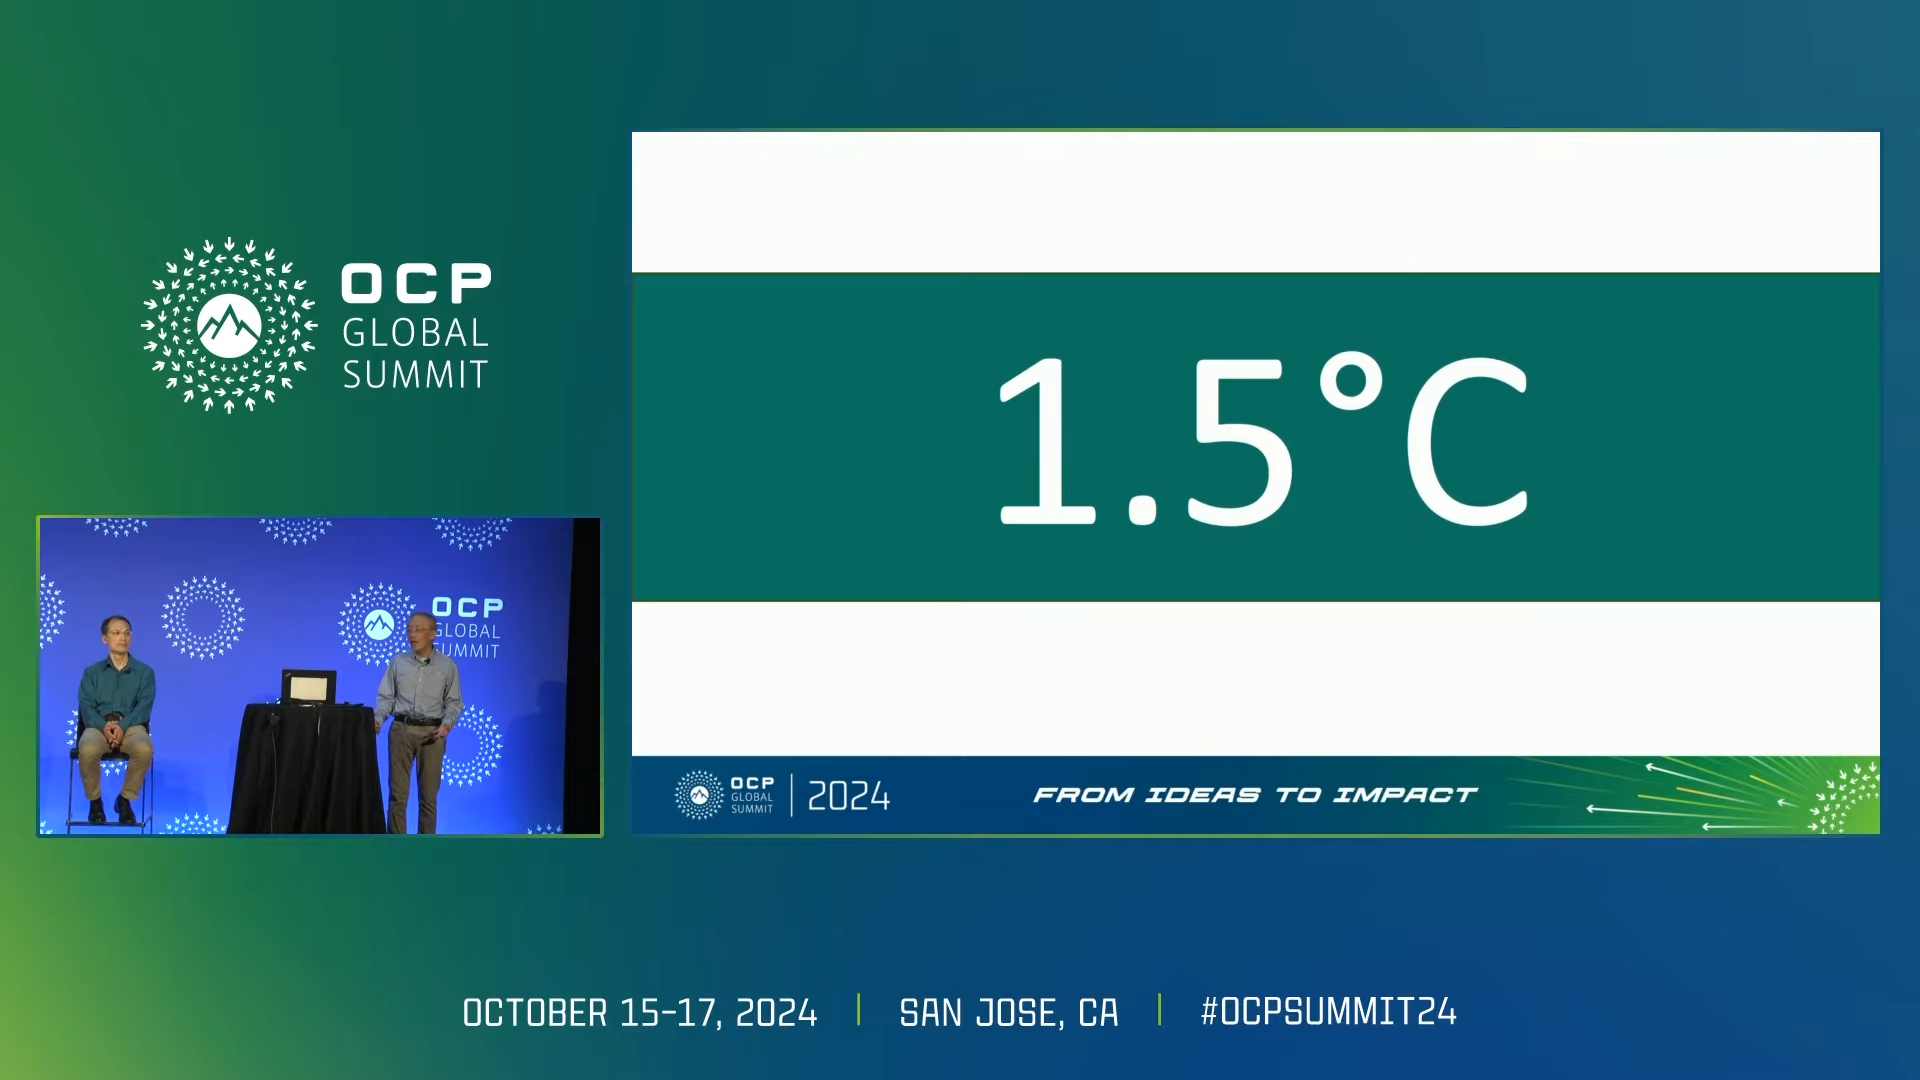 OCP
GLOBAL
SUMMIT
1.5°C
OCP
GLOBAL
SUMMIT
OCP
GLOBAL
SUMMIT
2024
FROM IDEAS TO IMPACT
OCTOBER 15-17, 2024
SAN JOSE, CA
#OCPSUMMIT24